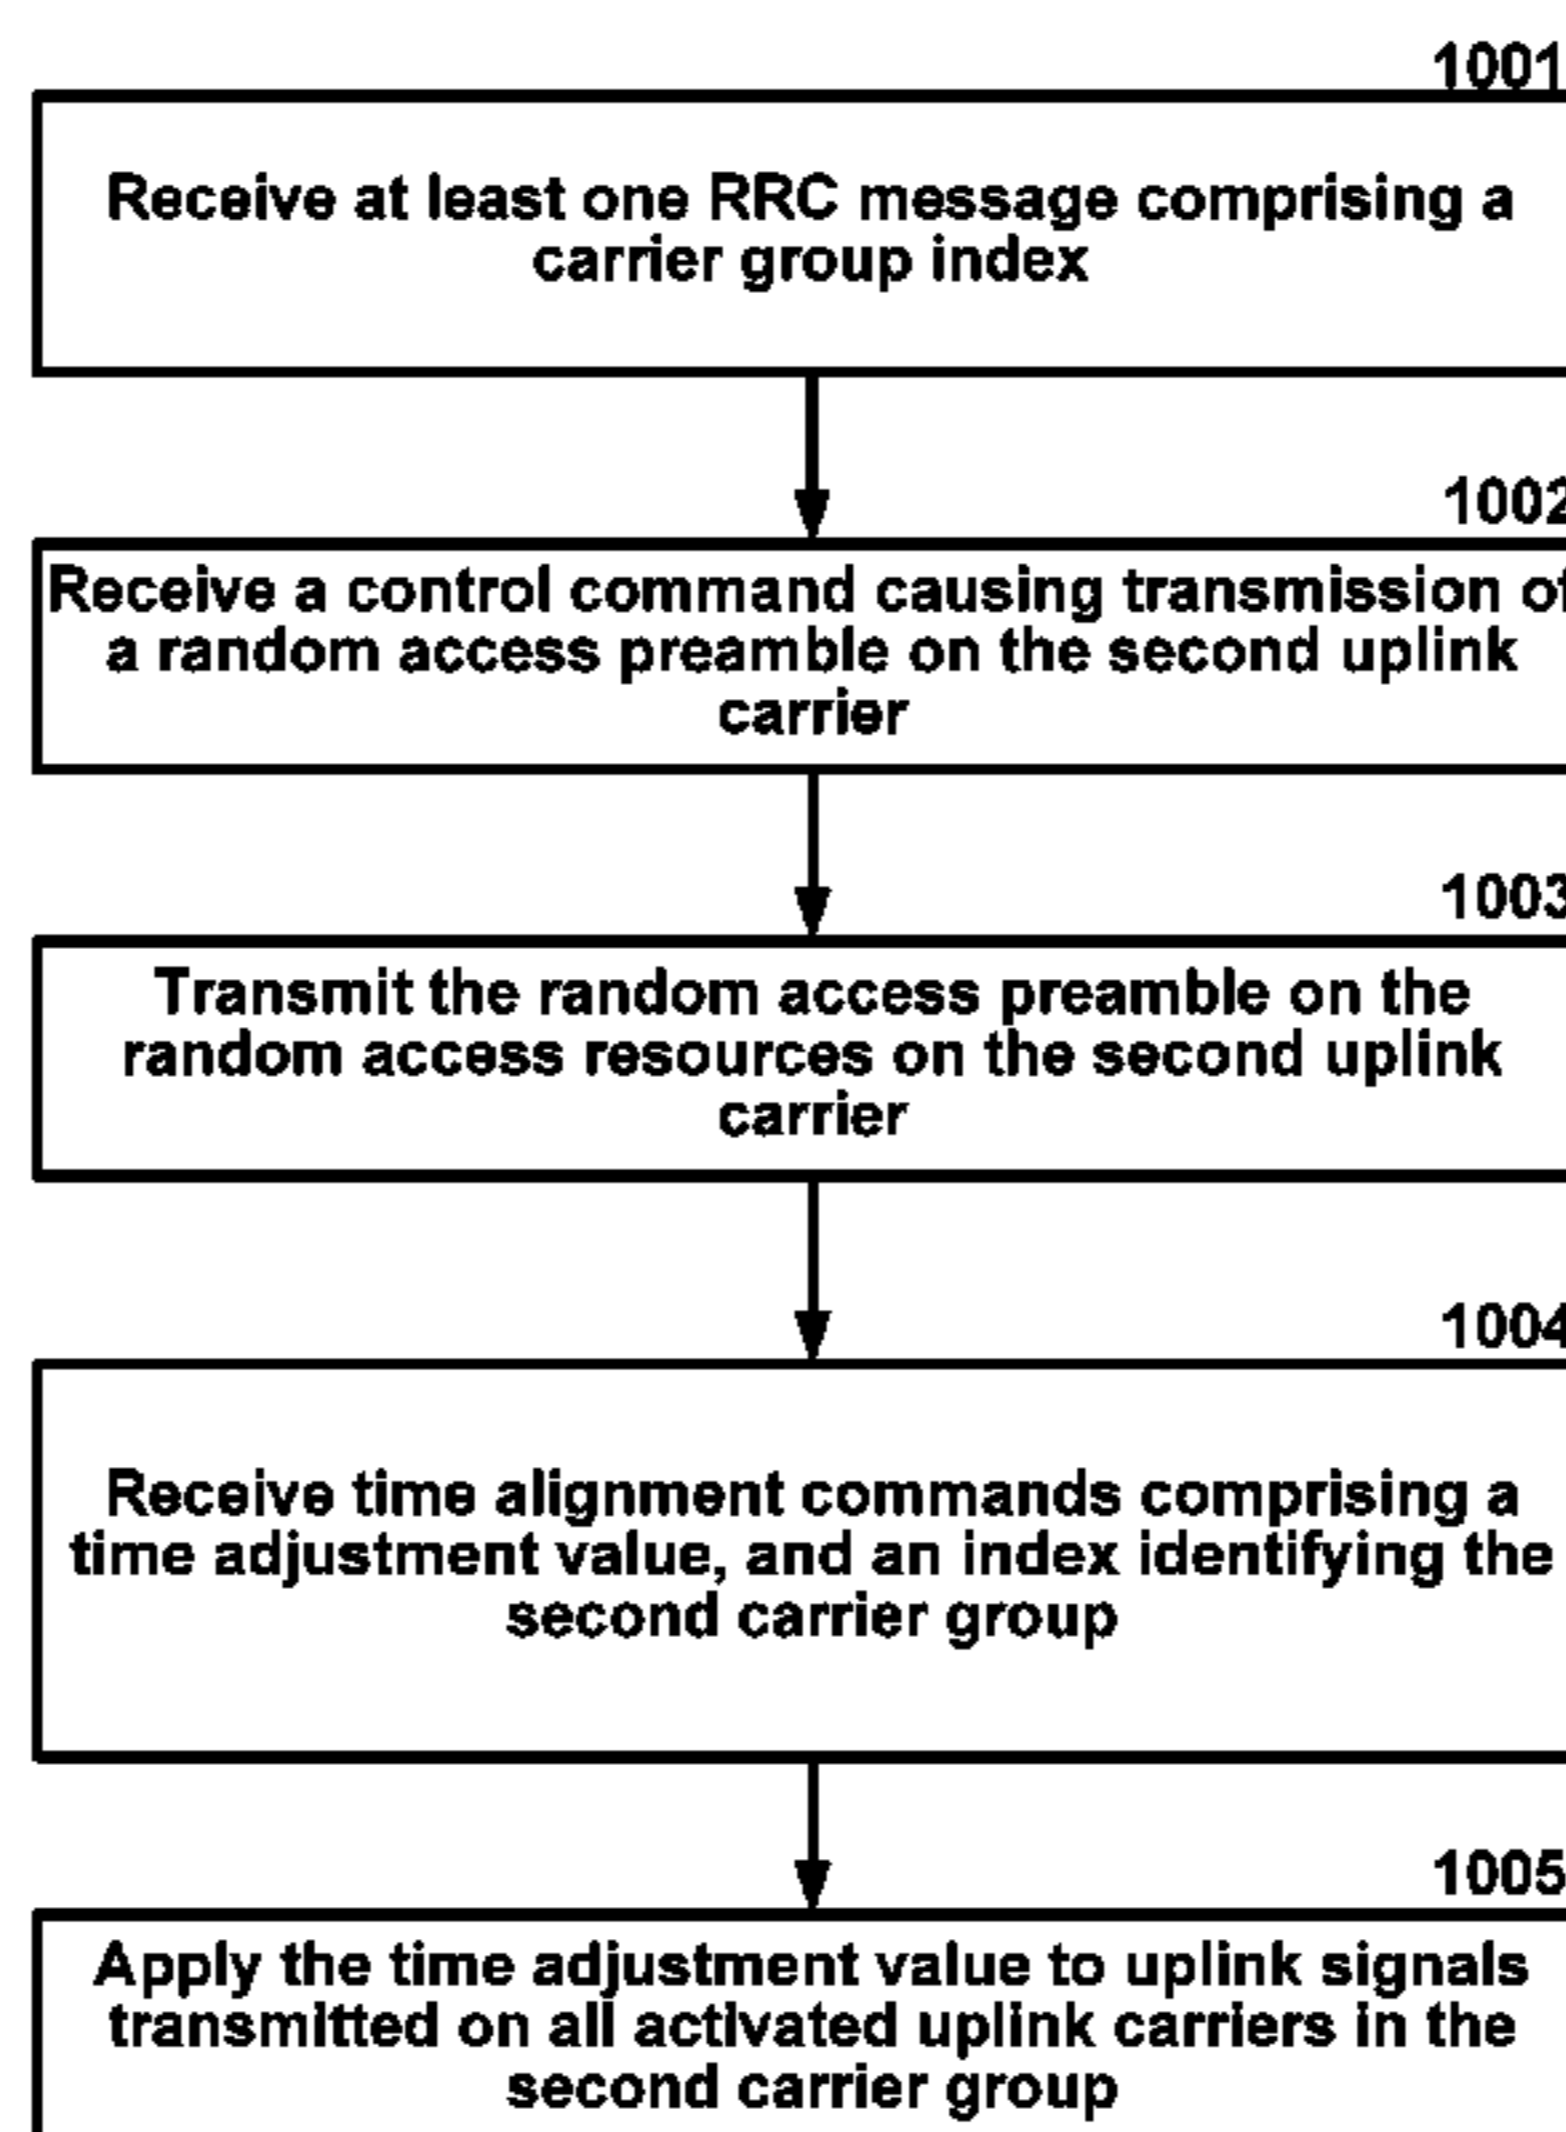 1001
Receive at least one RRC message comprising a
carrier group index
1002
Receive a control command causing transmission of
a random access preamble on the second uplink
carrier
1003
Transmit the random access preamble on the
random access resources on the second uplink
carrier
1004
Receive time alignment commands comprising a
time adjustment value, and an index identifying the
second carrier group
1005
Apply the time adjustment value to uplink signals
transmitted on all activated uplink carriers in the
second carrier group